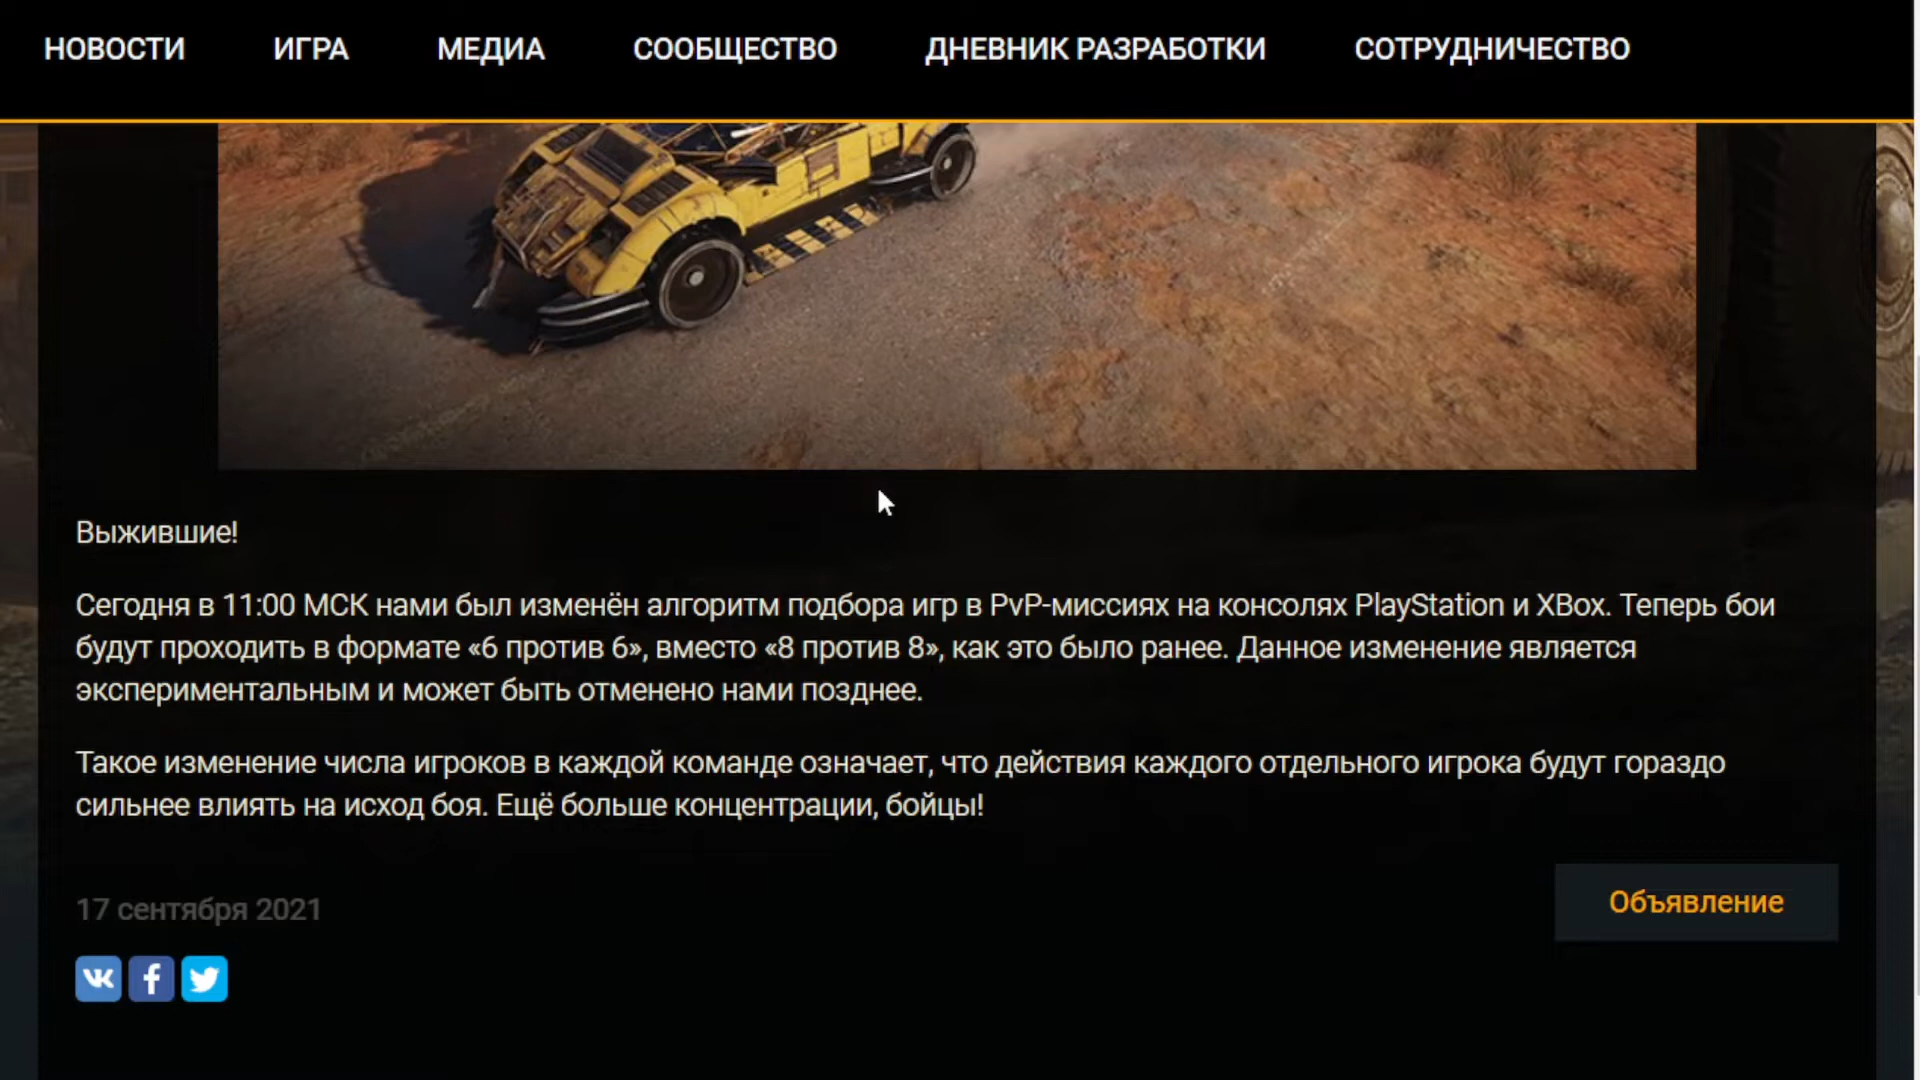 НОВОСТИ ИГРА МЕДИА СООБЩЕСТВО ДНЕВНИК РАЗРАБОТКИ СОТРУДНИЧЕСТВО
Выжившие!
Сегодня в 11:00 МСК нами был изменён алгоритм подбора игр в PvP-миссиях на консолях PlayStation и XBox. Теперь бои
будут проходить в формате «6 против 6», вместо «8 против 8», как это было ранее. Данное изменение является
экспериментальным и может быть отменено нами позднее.
Такое изменение числа игроков в каждой команде означает, что действия каждого отдельного игрока будут гораздо
сильнее влиять на исход боя. Ещё больше концентрации, бойцы!
17 сентября 2021
Объявление